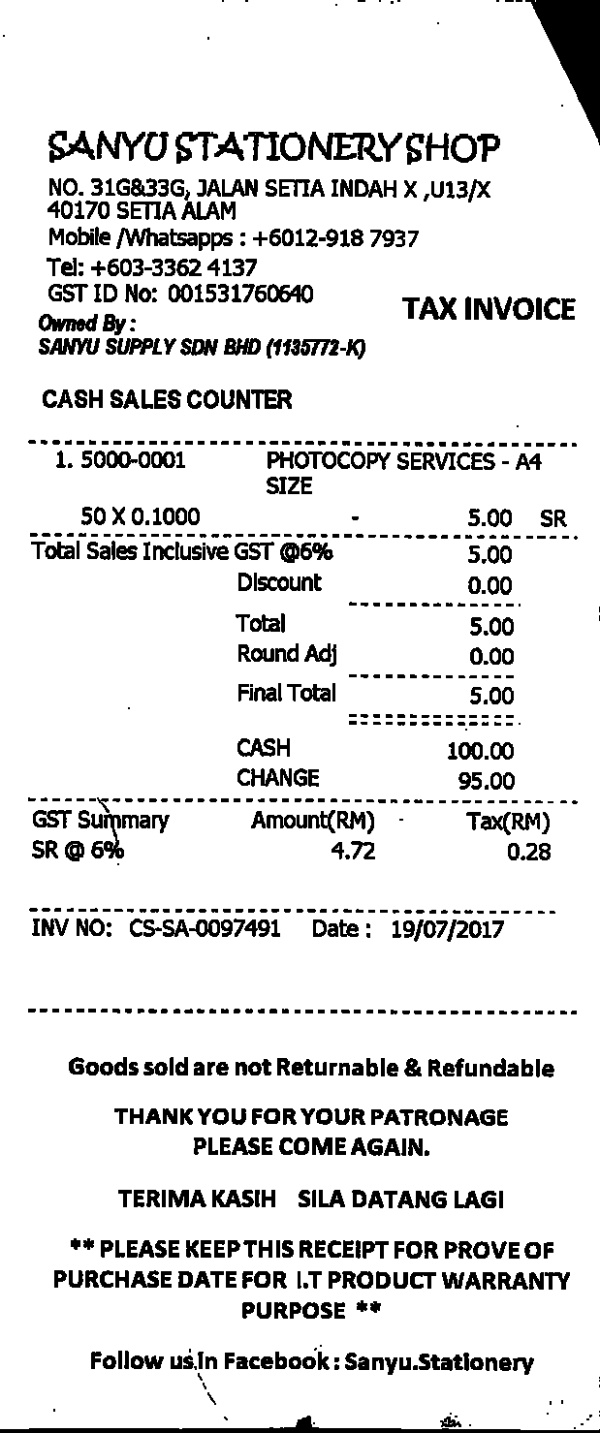 SANYU STATIONERY SHOP
NO. 31G&33G, JALAN SETIA INDAH X ,U13/X
40170 SETIA ALAM
Mobile /Whatsapps : +6012-918 7937
Tel: +603-3362 4137
GST ID No: 001531760640
TAX INVOICE
Owned By :
SANYU SUPPLY SDN BHD (1135772-K)
CASH SALES COUNTER
1. 5000-0001 PHOTOCOPY SERVICES - A4
SIZE
50 X 0.1000 - 5.00 SR
Total Sales Inclusive GST @6% 5.00
Discount 0.00
Total 5.00
Round Adj 0.00
Final Total 5.00
CASH 100.00
CHANGE 95.00
GST Summary Amount(RM) Tax(RM)
SR @ 6% 4.72 0.28
INV NO: CS-SA-0097491 Date : 19/07/2017
Goods sold are not Returnable & Refundable
THANK YOU FOR YOUR PATRONAGE
PLEASE COME AGAIN.
TERIMA KASIH SILA DATANG LAGI
** PLEASE KEEP THIS RECEIPT FOR PROVE OF
PURCHASE DATE FOR I.T PRODUCT WARRANTY
PURPOSE **
Follow us In Facebook : Sanyu.Stationery